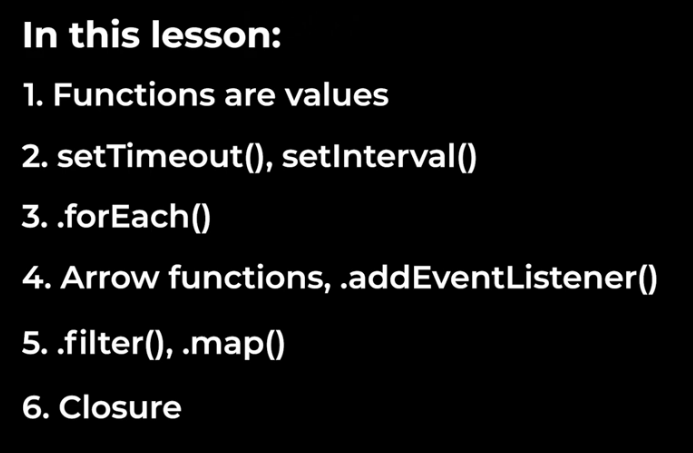 In this lesson:
1. Functions are values
2. setTimeout(), setInterval()
3. .forEach()
4. Arrow functions, .addEventListener()
5. .filter(), .map()
6. Closure